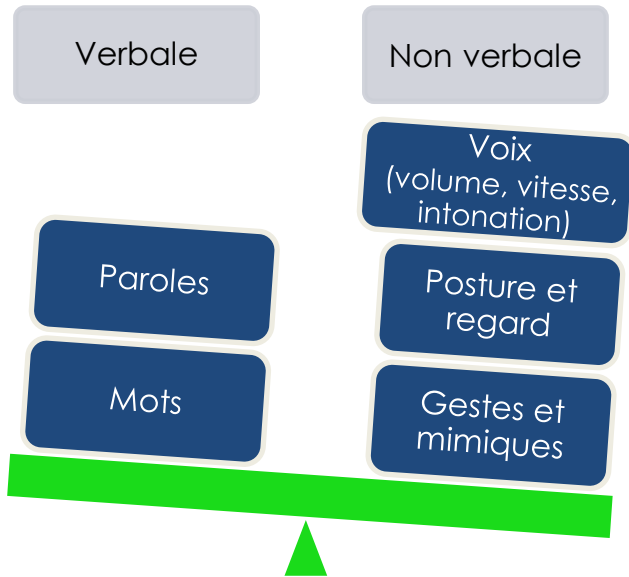 Verbale
Non verbale
Voix
(volume, vitesse,
intonation)
Paroles
Posture et
regard
Mots
Gestes et
mimiques